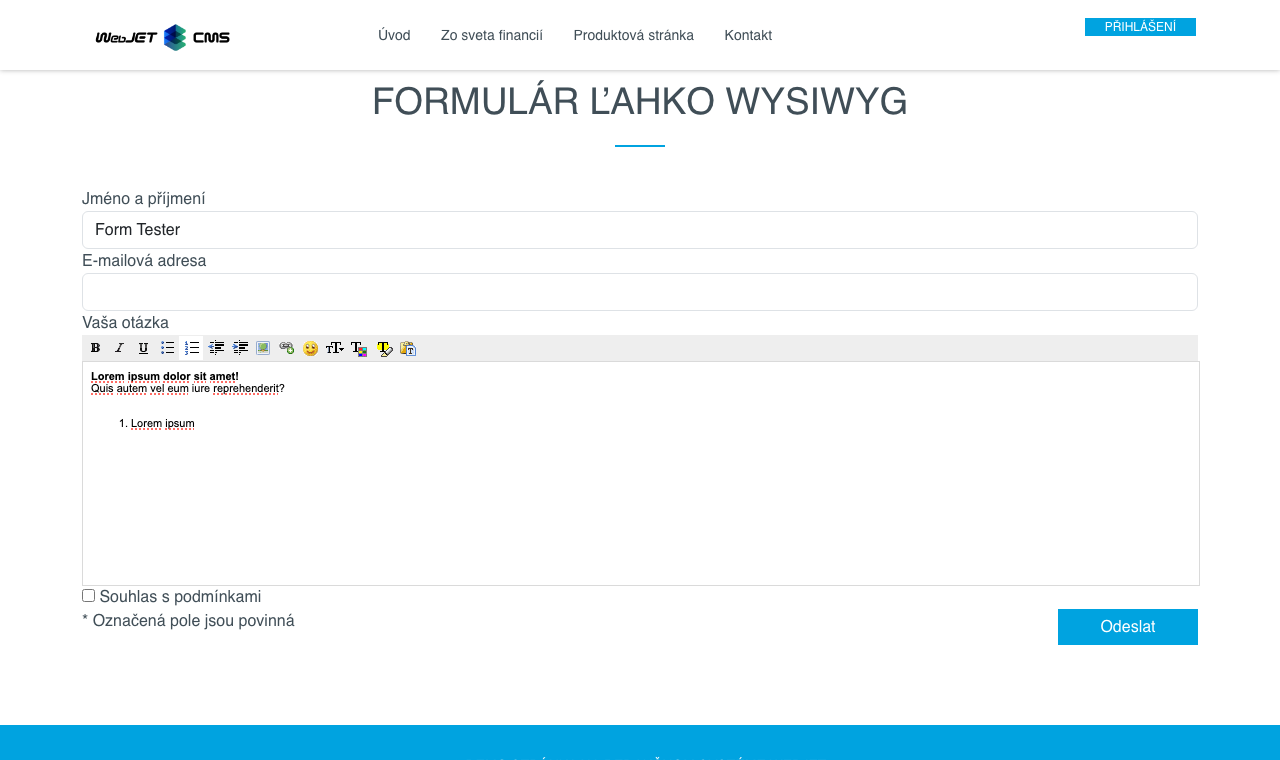 WebJET CMS
Úvod
Zo sveta financií
Produktová stránka
Kontakt
PŘIHLÁŠENÍ
FORMULÁR ĽAHKO WYSIWYG
Jméno a příjmení
Form Tester
E-mailová adresa
Vaša otázka
Lorem ipsum dolor sit amet!
Quis autem vel eum iure reprehenderit?
1. Lorem ipsum
Souhlas s podmínkami
* Označená pole jsou povinná
Odeslat